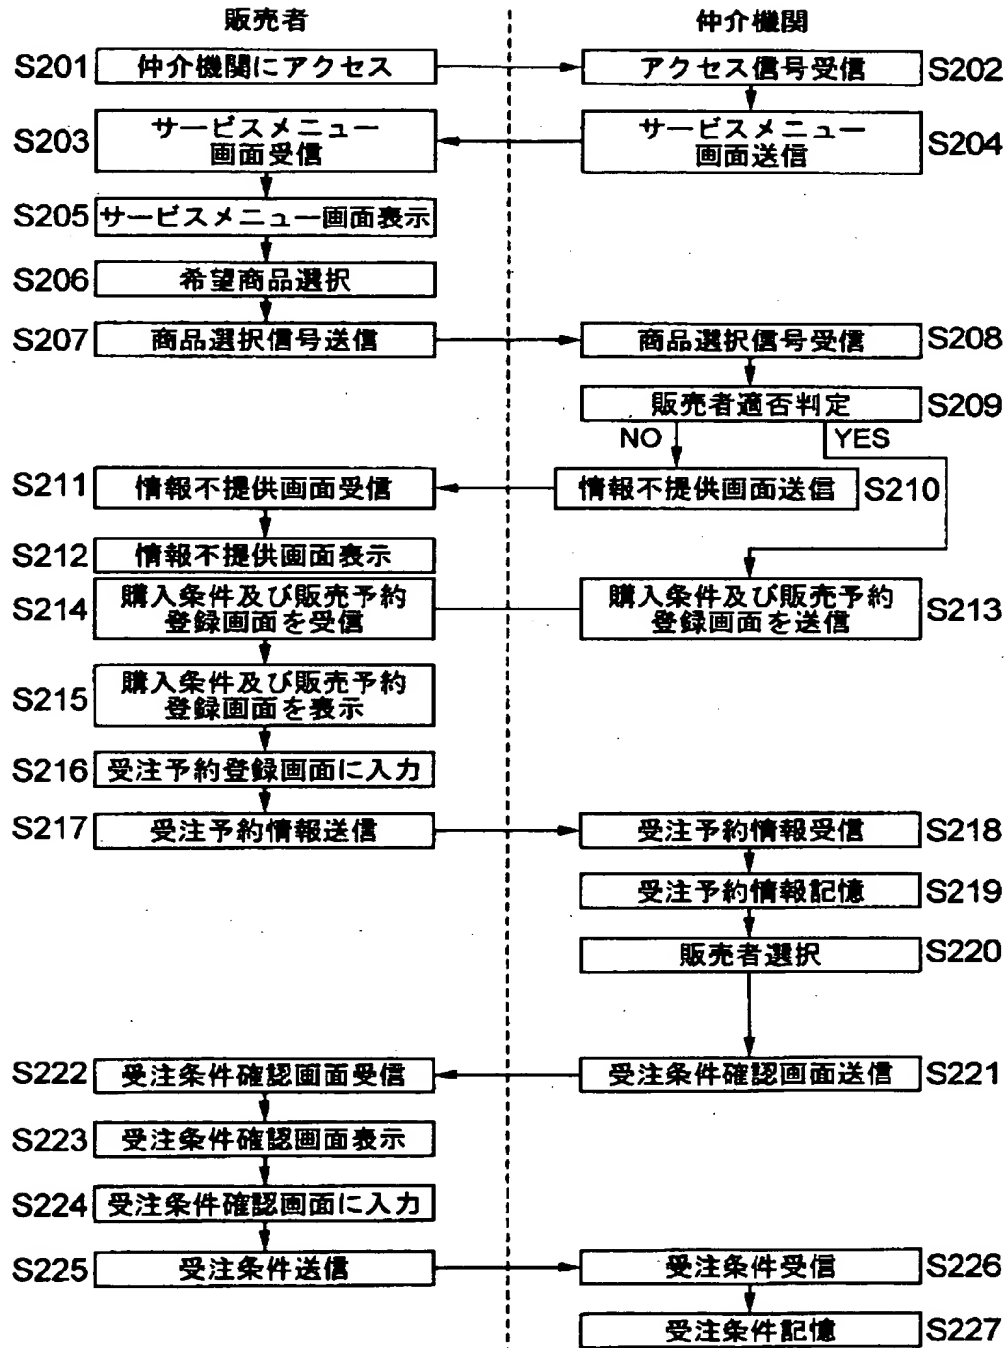 販売者 仲介機関
S201 仲介機関にアクセス アクセス信号受信 S202
S203 サービスメニュー
画面受信
サービスメニュー
画面送信 S204
S205 サービスメニュー画面表示
S206 希望商品選択
S207 商品選択信号送信 商品選択信号受信 S208
販売者適否判定 S209
NO YES
S211 情報不提供画面受信 情報不提供画面送信 S210
S212 情報不提供画面表示
S214 購入条件及び販売予約
登録画面を受信
購入条件及び販売予約
登録画面を送信 S213
S215 購入条件及び販売予約
登録画面を表示
S216 受注予約登録画面に入力
S217 受注予約情報送信 受注予約情報受信 S218
受注予約情報記憶 S219
販売者選択 S220
S222 受注条件確認画面受信 受注条件確認画面送信 S221
S223 受注条件確認画面表示
S224 受注条件確認画面に入力
S225 受注条件送信 受注条件受信 S226
受注条件記憶 S227